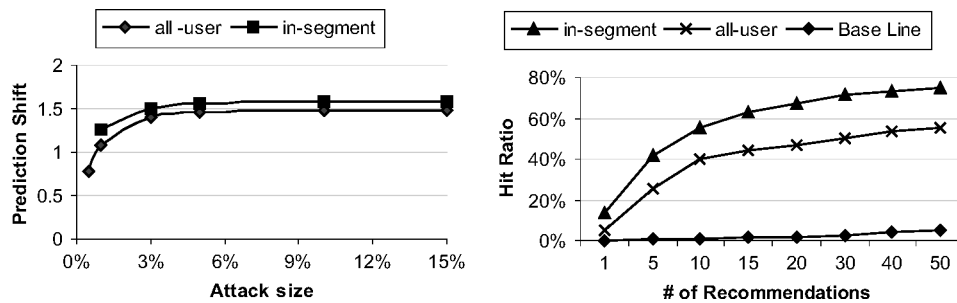 all -user in-segment
2
1.5
1
0.5
0
Prediction Shift
0% 3% 6% 9% 12% 15%
Attack size
in-segment all-user Base Line
80%
60%
40%
20%
0%
Hit Ratio
1 5 10 15 20 30 40 50
# of Recommendations